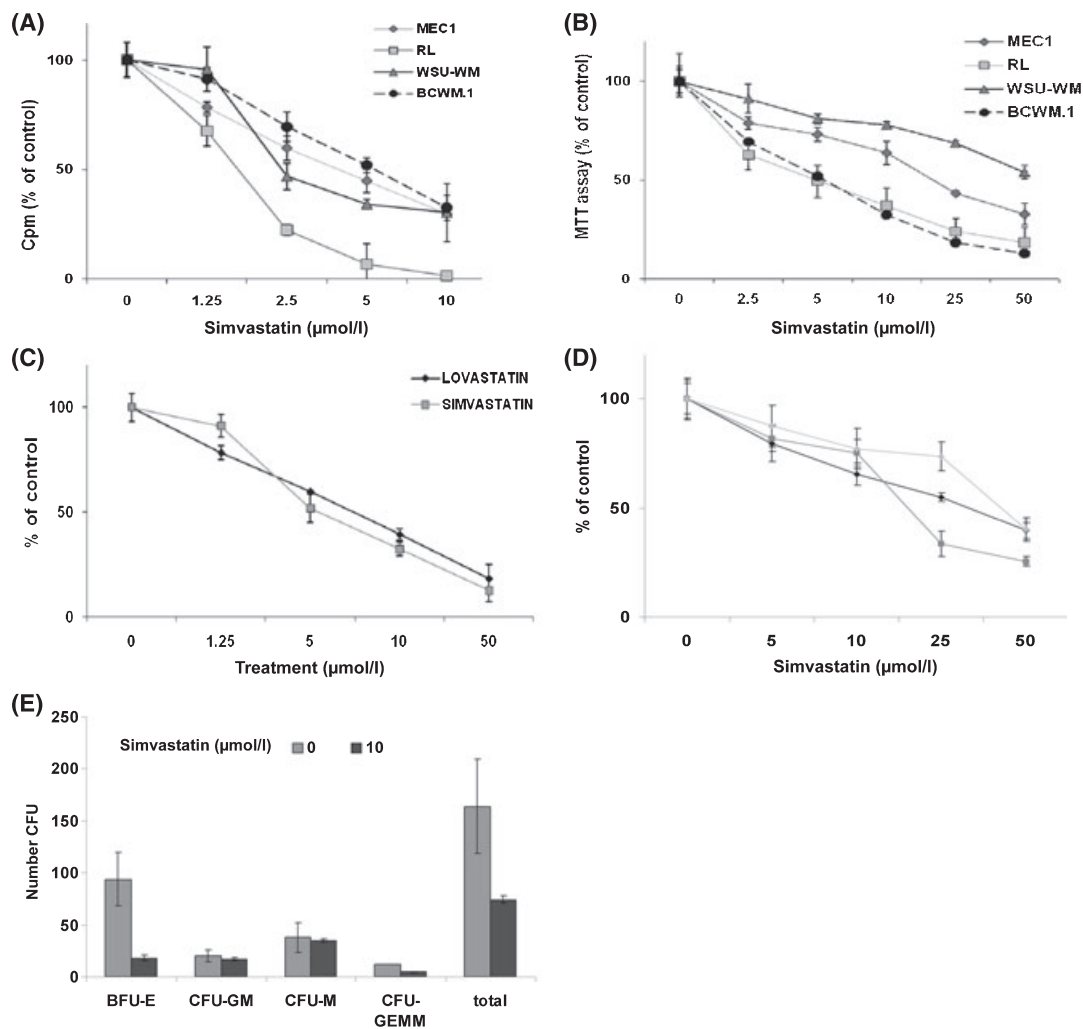 (A)
Cpm (% of control)
100
50
0
MEC1
RL
WSU-WM
BCWM.1
0 1.25 2.5 5 10
Simvastatin (µmol/l)
(B)
MTT assay (% of control)
100
50
0
MEC1
RL
WSU-WM
BCWM.1
0 2.5 5 10 25 50
Simvastatin (µmol/l)
(C)
% of control
100
50
0
LOVASTATIN
SIMVASTATIN
0 1.25 5 10 50
Treatment (µmol/l)
(D)
% of control
100
50
0
0 5 10 25 50
Simvastatin (µmol/l)
(E)
Number CFU
250
200
150
100
50
0
Simvastatin (µmol/l) 0 10
BFU-E CFU-GM CFU-M CFU- total
GEMM